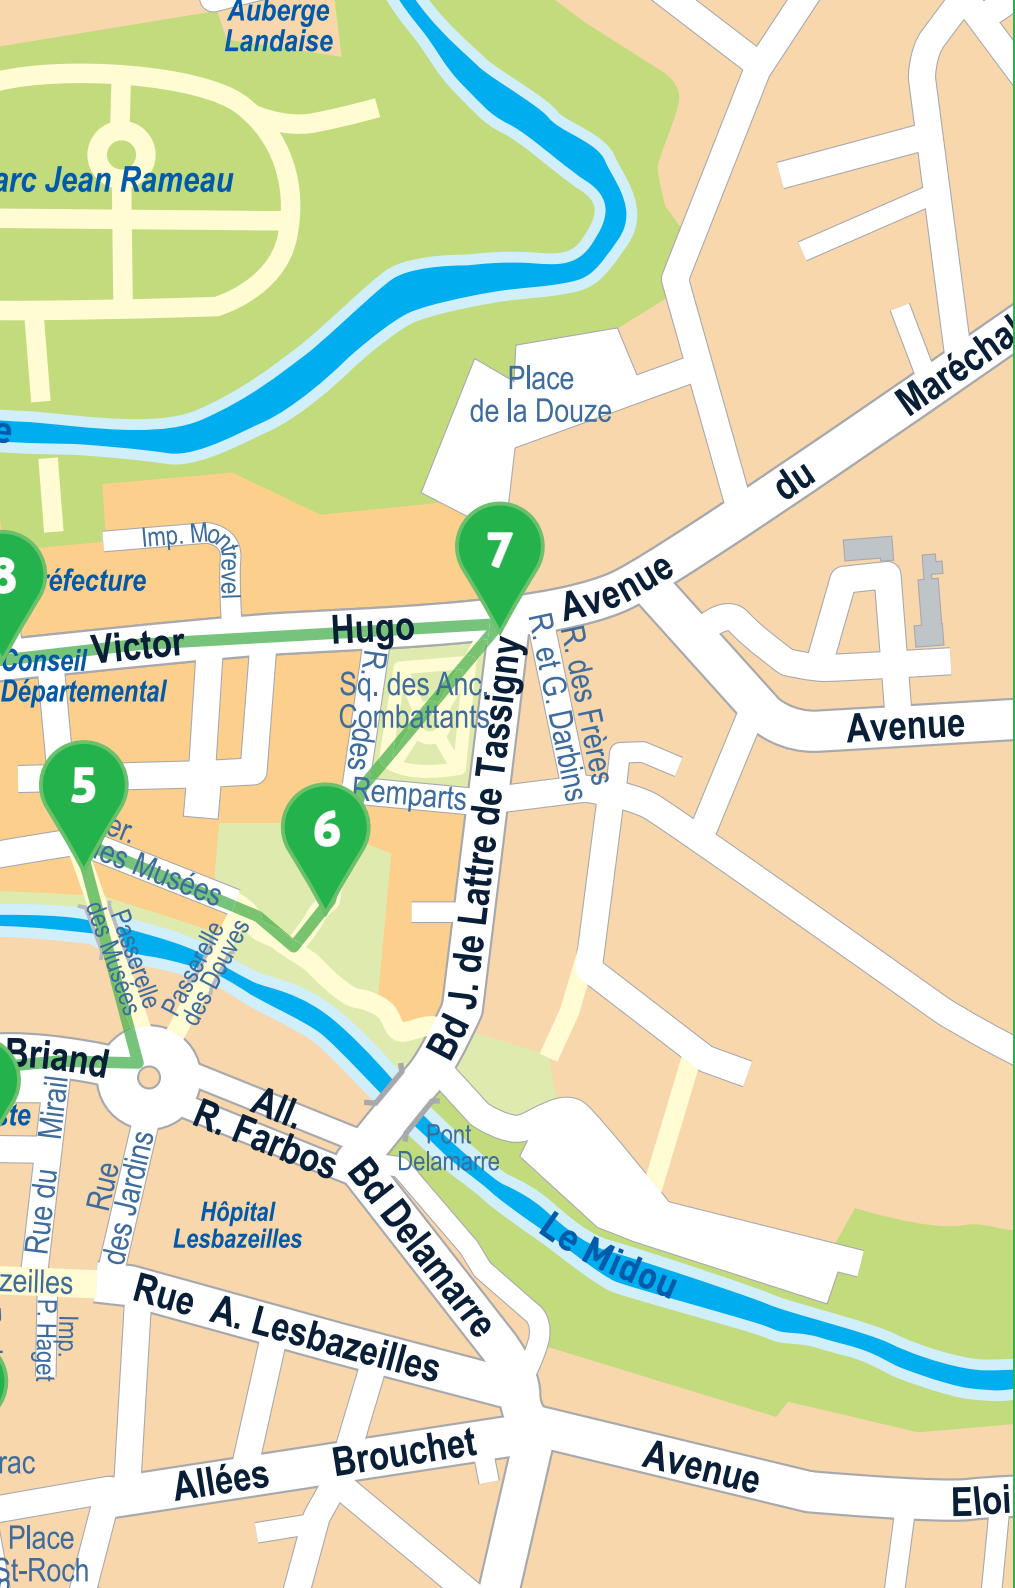 Auberge
Landaise
arc Jean Rameau
Place
de la Douze
Maréchal
du
Avenue
e
Imp. Montrevel
7
8
réfecture
Victor
Hugo
Conseil
Départemental
R. des
Remparts
Sq. des Anc.
Combattants
R. et G. Darbins
R. des Frères
Bd J. de Lattre de Tassigny
Avenue
5
6
er.
des Musées
Passerelle
des Musées
Passerelle
des Douves
Briand
All.
R. Farbos
Pont
Delamarre
ste
Rue du Mirail
Rue
des Jardins
Hôpital
Lesbazeilles
Bd Delamarre
Le Midou
zeilles
Imp.
P. Haget
Rue A. Lesbazeilles
rac
Allées
Brouchet
Avenue
Eloi
Place
St-Roch